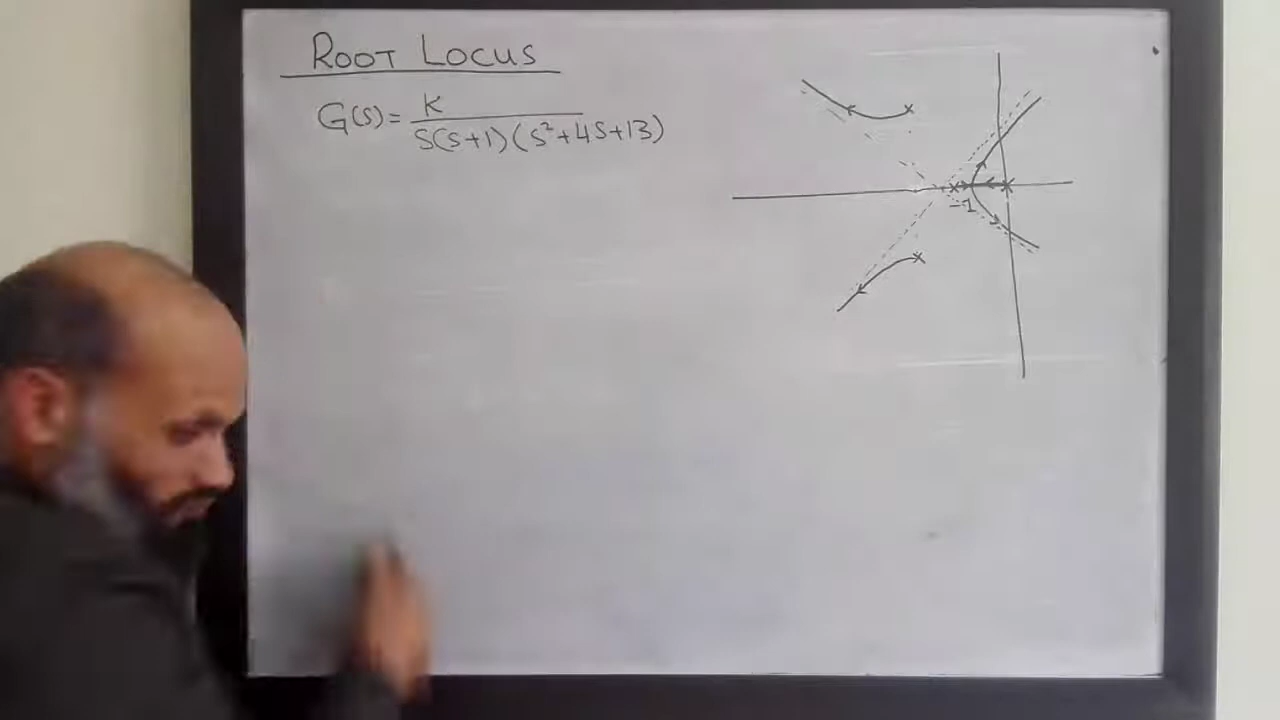 ROOT LOCUS
G(s) = K / S(S+1)(S²+4S+13)
-1